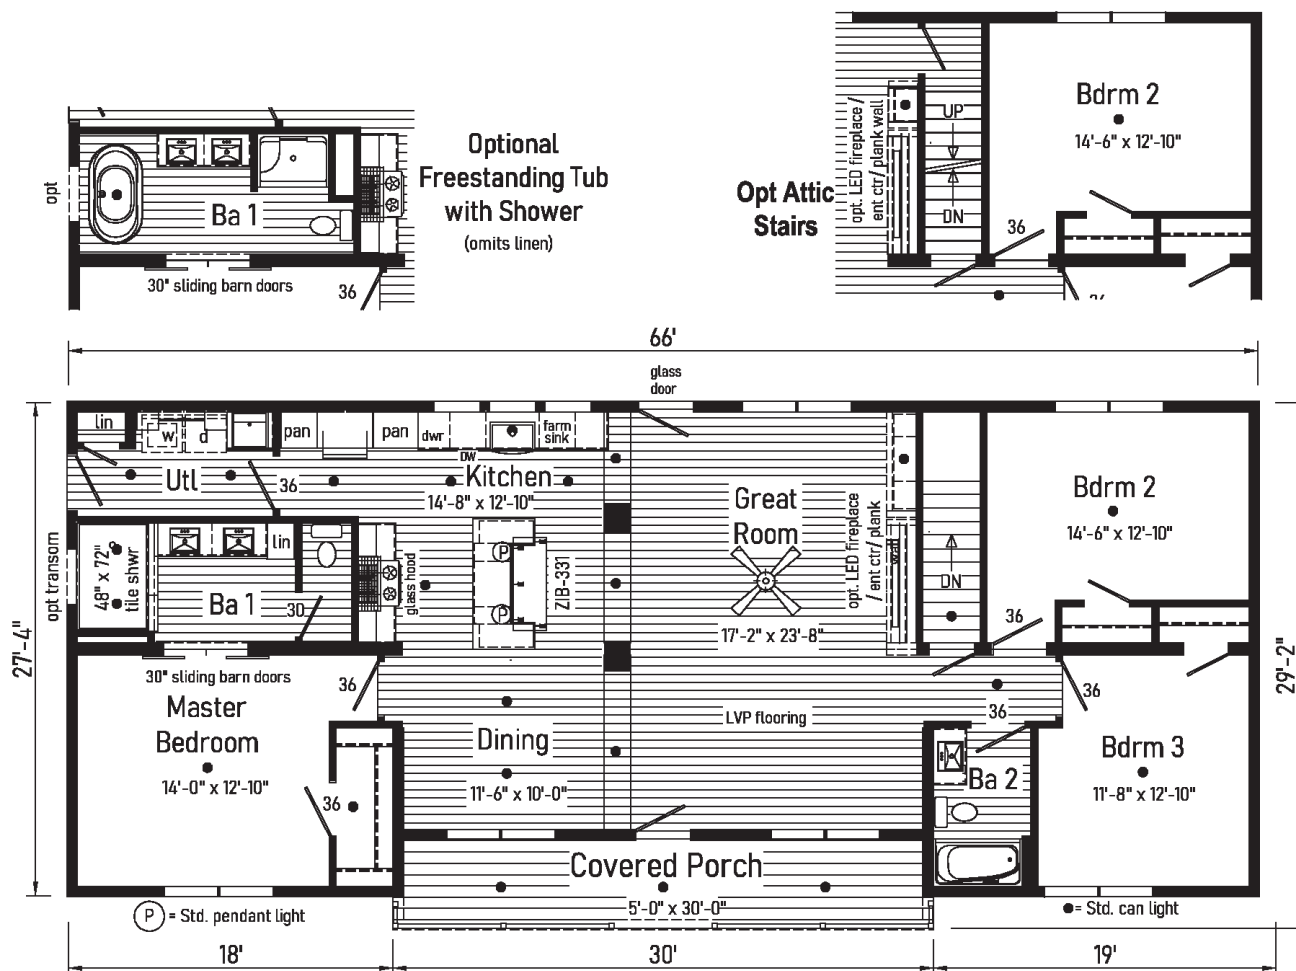 Optional
Freestanding Tub
with Shower
(omits linen)
opt
Ba 1
30" sliding barn doors
36
Opt Attic
Stairs
opt. LED fireplace /
ent ctr/ plank wall
UP
DN
36
Bdrm 2
14'-6" x 12'-10"
66'
glass
door
27'-4"
29'-2"
lin
w
d
pan
pan
dwr
DW
farm
sink
Utl
36
Kitchen
14'-8" x 12'-10"
Great
Room
17'-2" x 23'-8"
opt. LED fireplace
/ ent ctr/ plank
wall
DN
Bdrm 2
14'-6" x 12'-10"
36
opt transom
48" x 72"
tile shwr
lin
Ba 1
30
glass hood
P
P
ZIB-331
30" sliding barn doors
36
Master
Bedroom
14'-0" x 12'-10"
36
Dining
11'-6" x 10'-0"
LVP flooring
36
36
Ba 2
Bdrm 3
11'-8" x 12'-10"
Covered Porch
5'-0" x 30'-0"
P = Std. pendant light
= Std. can light
18'
30'
19'